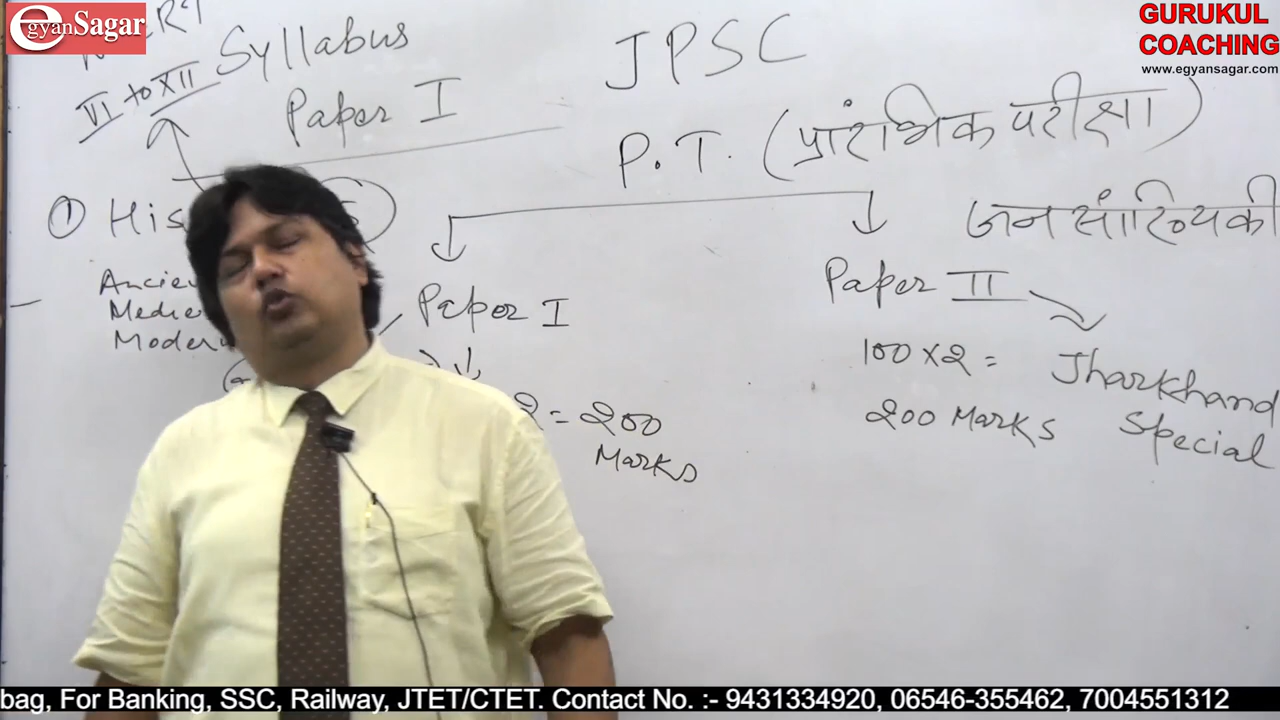 egyanSagar
GURUKUL
COACHING
www.egyansagar.com
VI to XII
Syllabus
Paper I
JPSC
P.T. (प्रारंभिक परीक्षा)
① His
Medie
Moder
Paper I
2 = 200
Marks
जन सांख्यिकी
Paper II
100 x 2 =
200 Marks
Jharkhand
Special
bag, For Banking, SSC, Railway, JTET/CTET. Contact No. :- 9431334920, 06546-355462, 7004551312